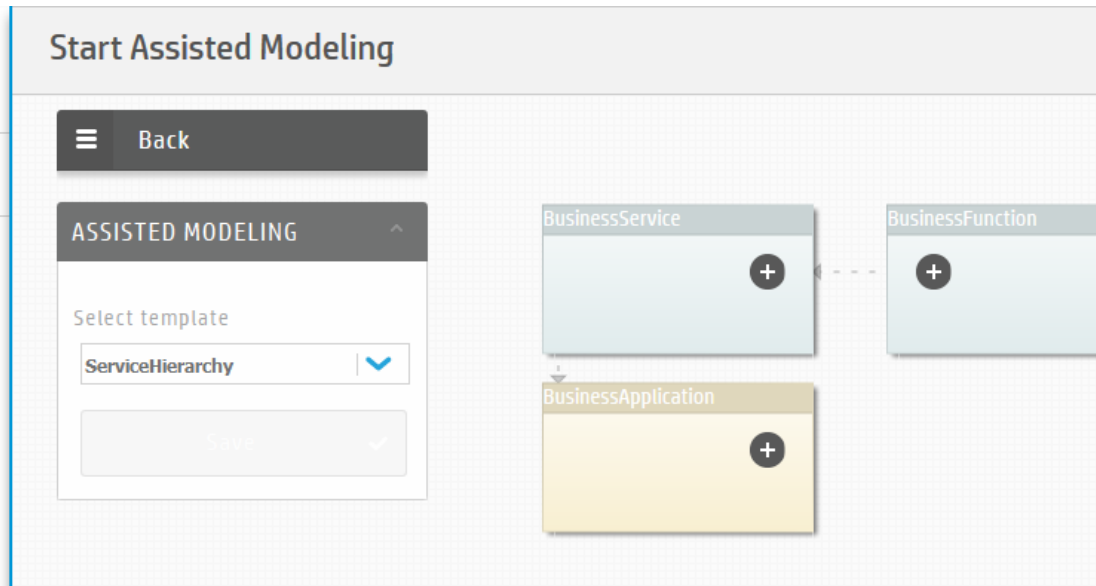 Start Assisted Modeling
Back
ASSISTED MODELING
BusinessService
BusinessFunction
Select template
ServiceHierarchy
BusinessApplication
Save